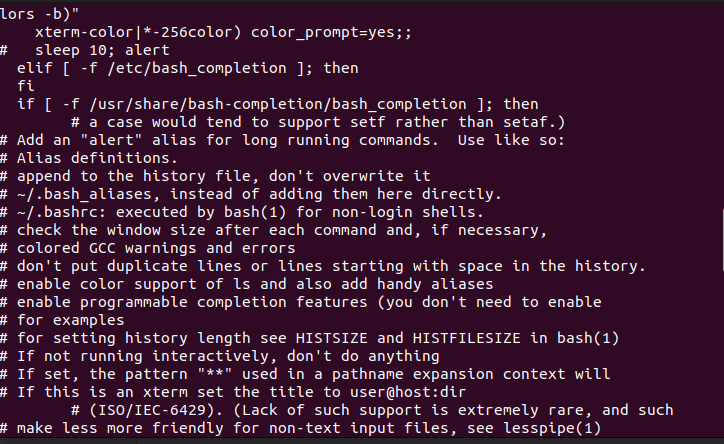 lors -b)"
    xterm-color|*-256color) color_prompt=yes;;
#   sleep 10; alert
  elif [ -f /etc/bash_completion ]; then
  fi
  if [ -f /usr/share/bash-completion/bash_completion ]; then
        # a case would tend to support setf rather than setaf.)
# Add an "alert" alias for long running commands.  Use like so:
# Alias definitions.
# append to the history file, don't overwrite it
# ~/.bash_aliases, instead of adding them here directly.
# ~/.bashrc: executed by bash(1) for non-login shells.
# check the window size after each command and, if necessary,
# colored GCC warnings and errors
# don't put duplicate lines or lines starting with space in the history.
# enable color support of ls and also add handy aliases
# enable programmable completion features (you don't need to enable
# for examples
# for setting history length see HISTSIZE and HISTFILESIZE in bash(1)
# If not running interactively, don't do anything
# If set, the pattern "**" used in a pathname expansion context will
# If this is an xterm set the title to user@host:dir
        # (ISO/IEC-6429). (Lack of such support is extremely rare, and such
# make less more friendly for non-text input files, see lesspipe(1)